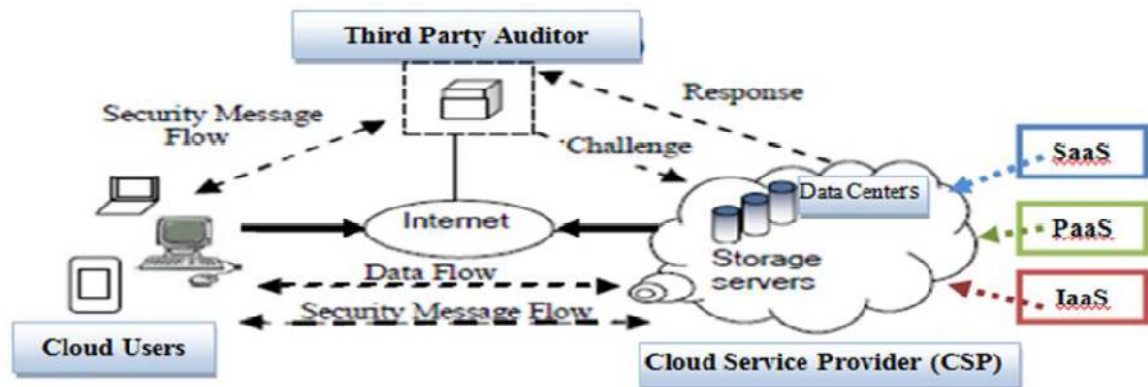 Third Party Auditor
Security Message
Flow
Response
Challenge
SaaS
Data Centers
Internet
PaaS
Storage
servers
Data Flow
IaaS
Security Message Flow
Cloud Users
Cloud Service Provider (CSP)